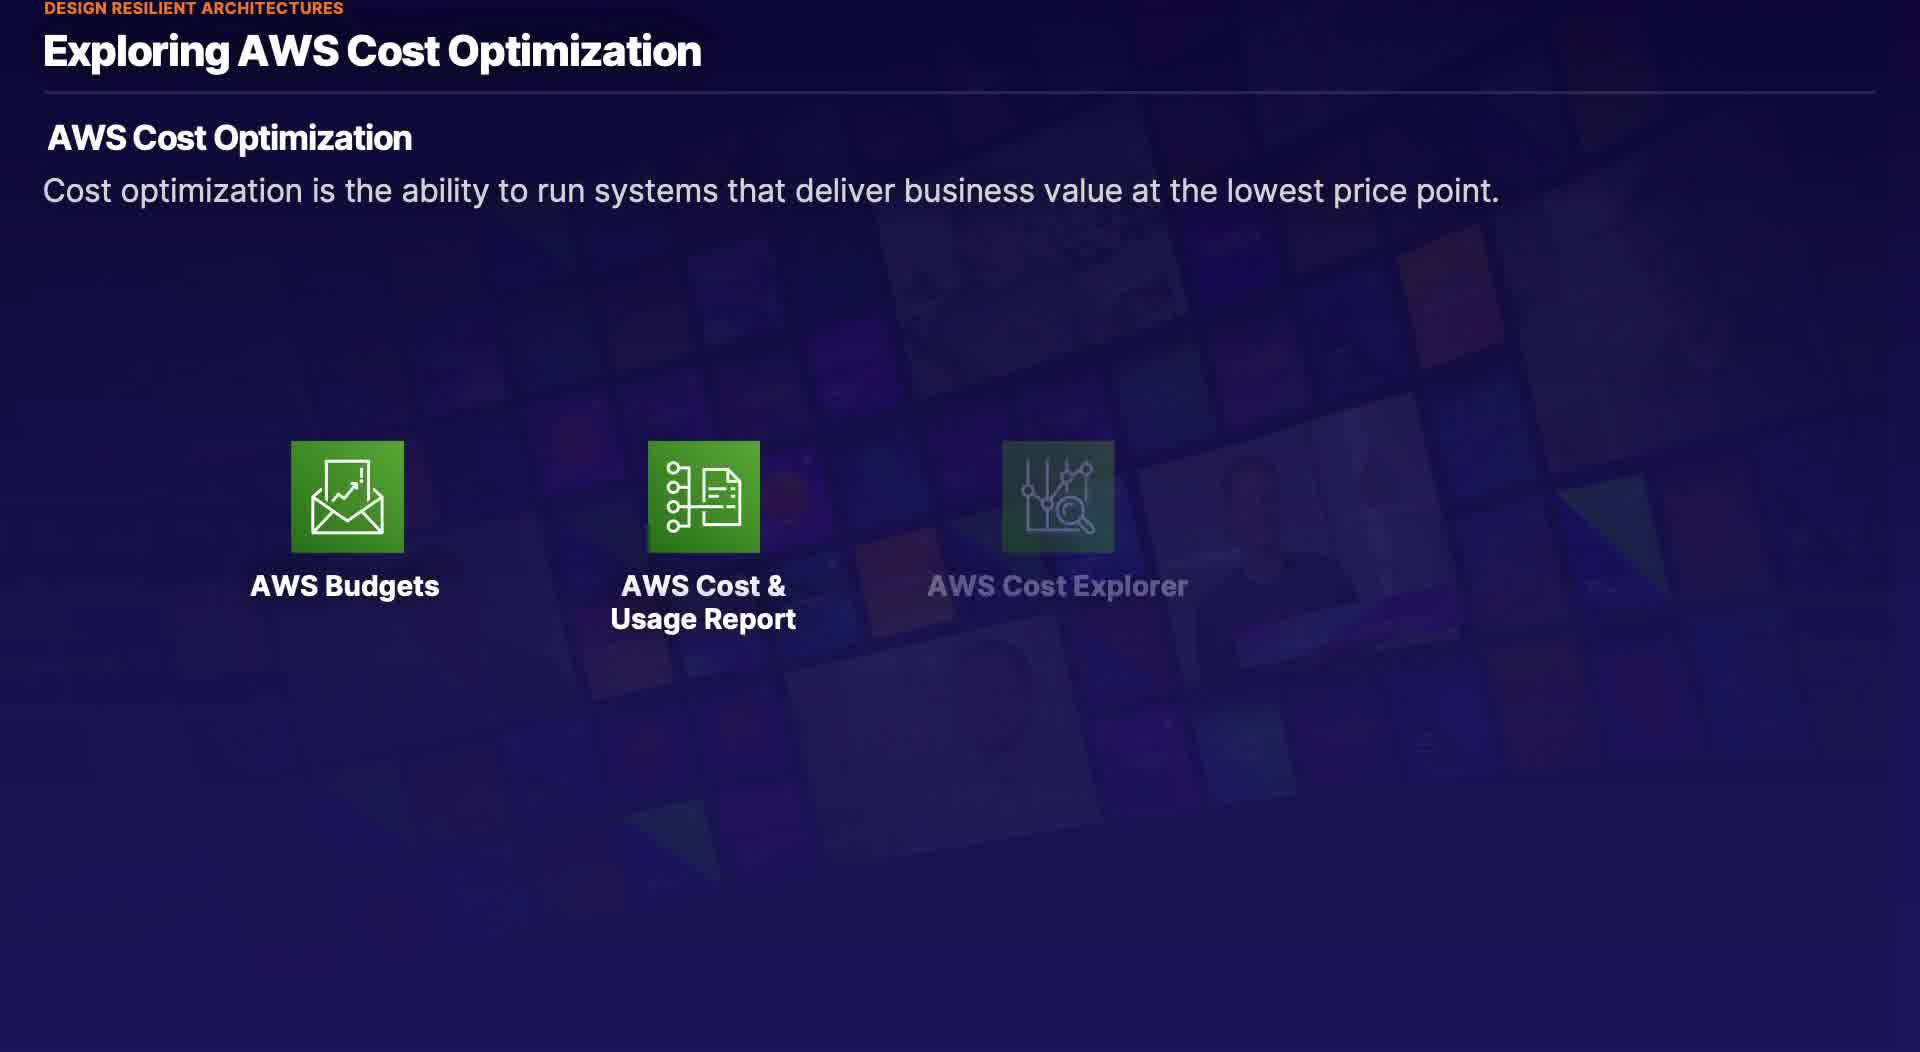 DESIGN RESILIENT ARCHITECTURES
Exploring AWS Cost Optimization
AWS Cost Optimization
Cost optimization is the ability to run systems that deliver business value at the lowest price point.
AWS Budgets
AWS Cost &
Usage Report
AWS Cost Explorer